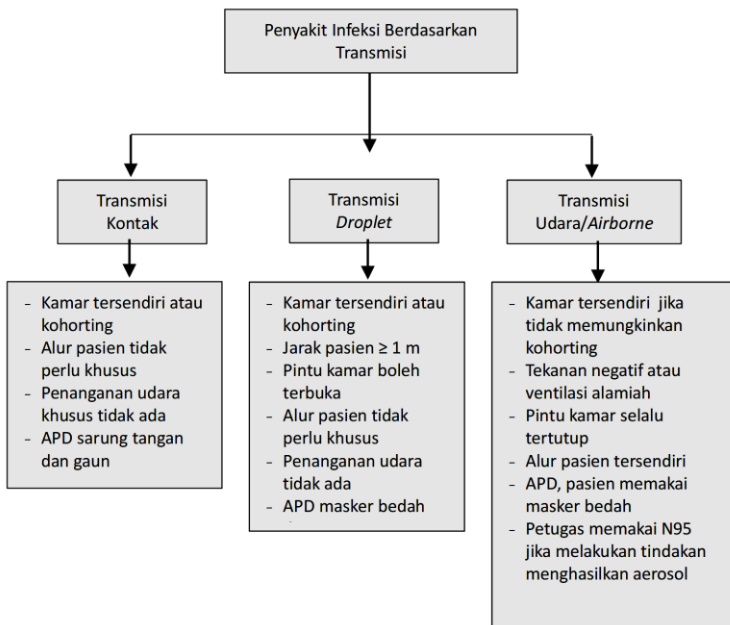 Penyakit Infeksi Berdasarkan
Transmisi
Transmisi
Kontak
Transmisi
Droplet
Transmisi
Udara/Airborne
- Kamar tersendiri atau
kohorting
- Alur pasien tidak
perlu khusus
- Penanganan udara
khusus tidak ada
- APD sarung tangan
dan gaun
- Kamar tersendiri atau
kohorting
- Jarak pasien ≥ 1 m
- Pintu kamar boleh
terbuka
- Alur pasien tidak
perlu khusus
- Penanganan udara
tidak ada
- APD masker bedah
- Kamar tersendiri jika
tidak memungkinkan
kohorting
- Tekanan negatif atau
ventilasi alamiah
- Pintu kamar selalu
tertutup
- Alur pasien tersendiri
- APD, pasien memakai
masker bedah
- Petugas memakai N95
jika melakukan tindakan
menghasilkan aerosol